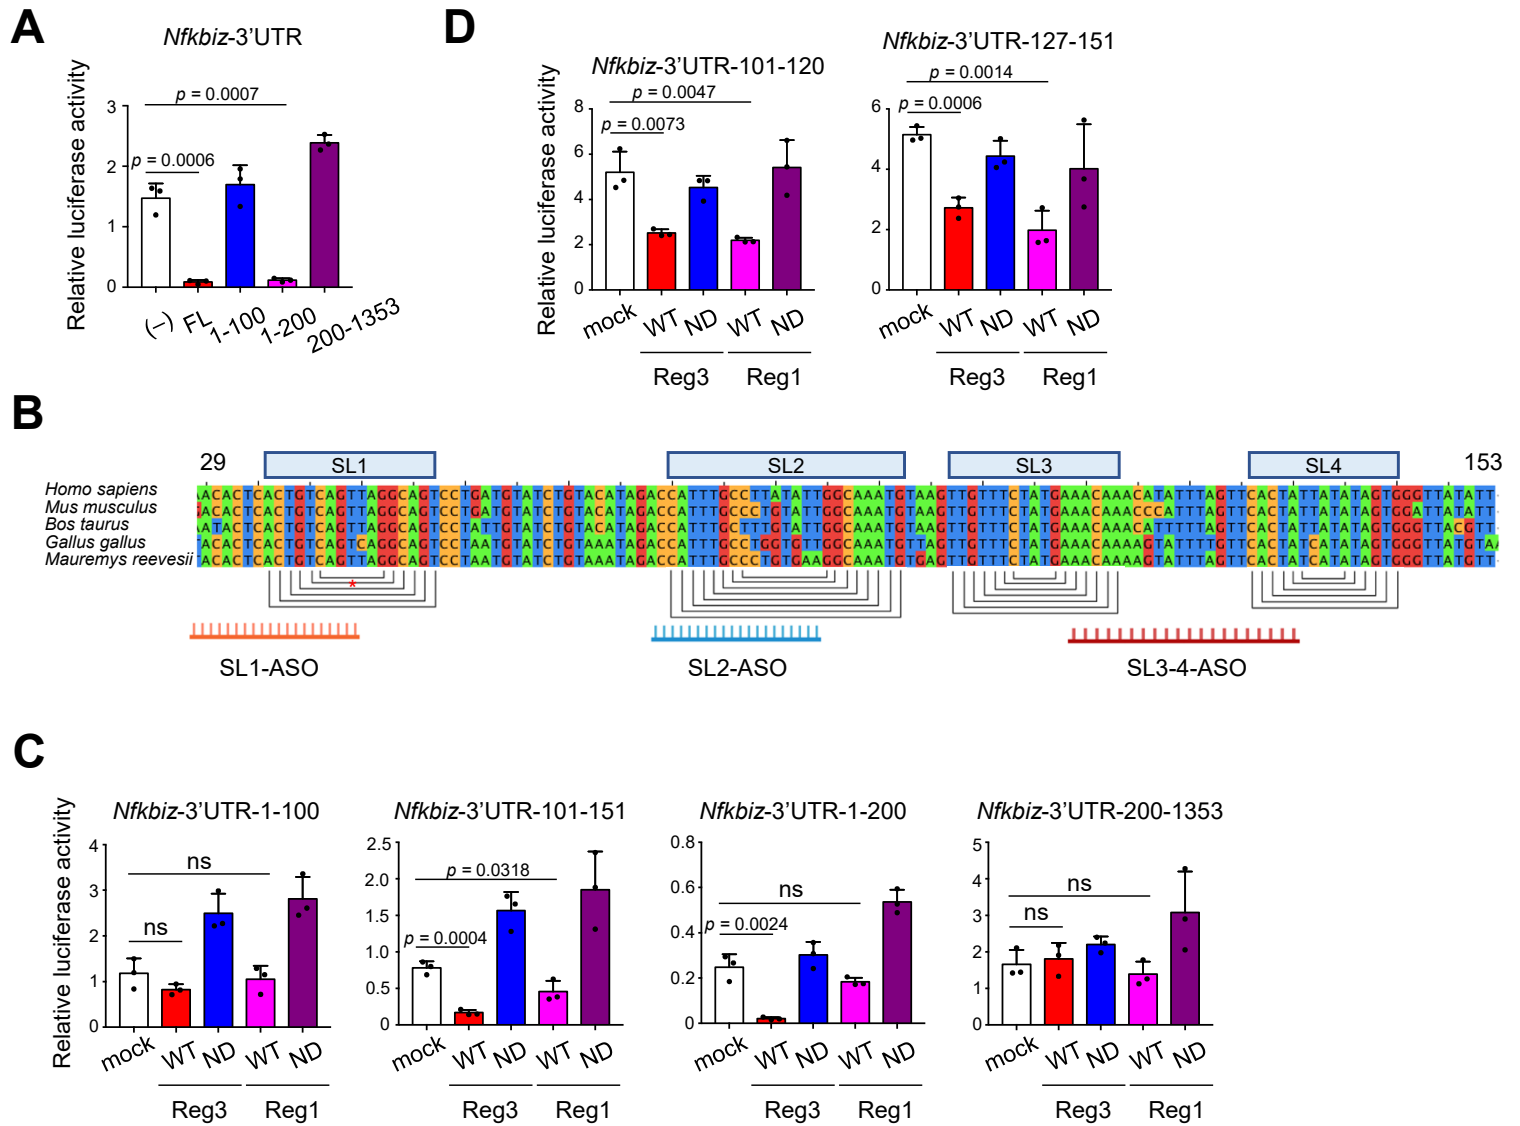 A
Nfkbiz-3'UTR
Relative luciferase activity
p = 0.0007
p = 0.0006
3
2
1
0
(–) FL 1-100 1-200 200-1353
D
Nfkbiz-3'UTR-101-120
Relative luciferase activity
p = 0.0047
p = 0.0073
8
6
4
2
0
mock WT ND WT ND
Reg3 Reg1
Nfkbiz-3'UTR-127-151
p = 0.0014
p = 0.0006
6
4
2
0
mock WT ND WT ND
Reg3 Reg1
B
29 SL1 SL2 SL3 SL4 153
Homo sapiens
Mus musculus
Bos taurus
Gallus gallus
Mauremys reevesii
*
SL1-ASO SL2-ASO SL3-4-ASO
C
Nfkbiz-3'UTR-1-100
Relative luciferase activity
ns
ns
4
3
2
1
0
mock WT ND WT ND
Reg3 Reg1
Nfkbiz-3'UTR-101-151
p = 0.0318
p = 0.0004
2.5
2.0
1.5
1.0
0.5
0
mock WT ND WT ND
Reg3 Reg1
Nfkbiz-3'UTR-1-200
ns
p = 0.0024
0.8
0.6
0.4
0.2
0
mock WT ND WT ND
Reg3 Reg1
Nfkbiz-3'UTR-200-1353
ns
ns
5
4
3
2
1
0
mock WT ND WT ND
Reg3 Reg1